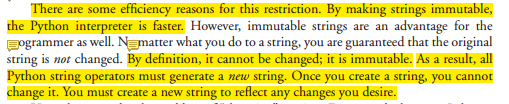 There are some efficiency reasons for this restriction. By making strings immutable,
the Python interpreter is faster. However, immutable strings are an advantage for the
ogrammer as well. N matter what you do to a string, you are guaranteed that the original
string is not changed. By definition, it cannot be changed; it is immutable. As a result, all
Python string operators must generate a new string. Once you create a string, you cannot
change it. You must create a new string to reflect any changes you desire.